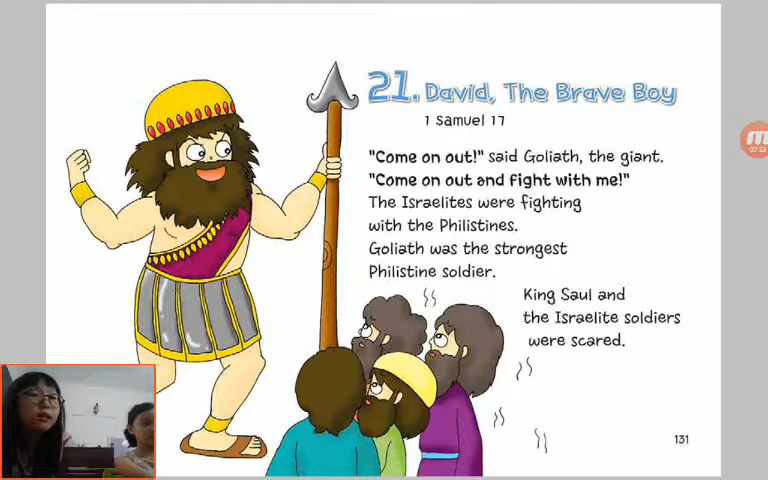 21. David, The Brave Boy
1 Samuel 17
"Come on out!" said Goliath, the giant.
"Come on out and fight with me!"
The Israelites were fighting
with the Philistines.
Goliath was the strongest
Philistine soldier.
King Saul and
the Israelite soldiers
were scared.
131
M
07:53